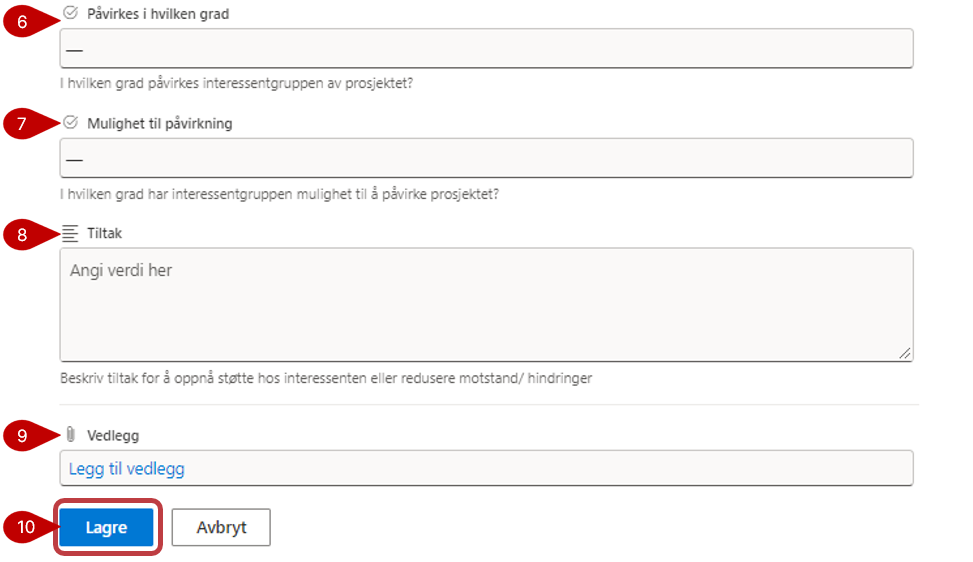 6 Påvirkes i hvilken grad
—
I hvilken grad påvirkes interessentgruppen av prosjektet?
7 Mulighet til påvirkning
—
I hvilken grad har interessentgruppen mulighet til å påvirke prosjektet?
8 Tiltak
Angi verdi her
Beskriv tiltak for å oppnå støtte hos interessenten eller redusere motstand/ hindringer
9 Vedlegg
Legg til vedlegg
10 Lagre Avbryt